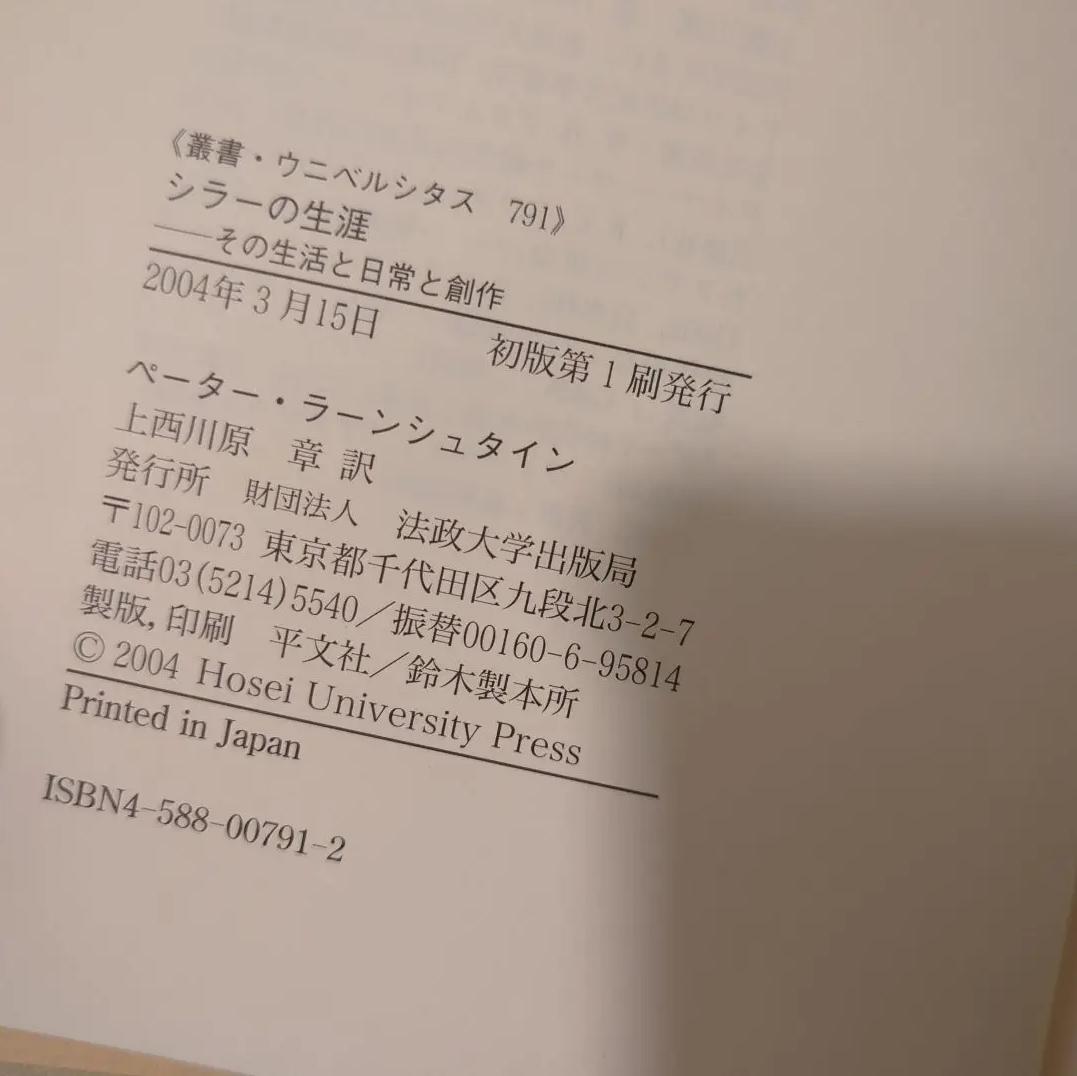 《叢書・ウニベルシタス 791》
シラーの生涯
──その生活と日常と創作
2004年3月15日 初版第1刷発行
ペーター・ラーンシュタイン
上西川原 章 訳
発行所 財団法人 法政大学出版局
〒102-0073 東京都千代田区九段北3-2-7
電話03(5214)5540／振替00160-6-95814
製版,印刷 平文社／鈴木製本所
© 2004 Hosei University Press
Printed in Japan
ISBN4-588-00791-2